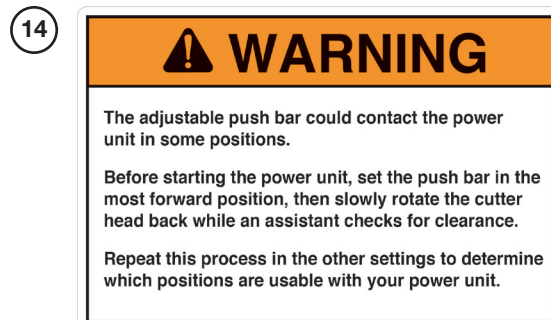 14
WARNING
The adjustable push bar could contact the power
unit in some positions.
Before starting the power unit, set the push bar in the
most forward position, then slowly rotate the cutter
head back while an assistant checks for clearance.
Repeat this process in the other settings to determine
which positions are usable with your power unit.